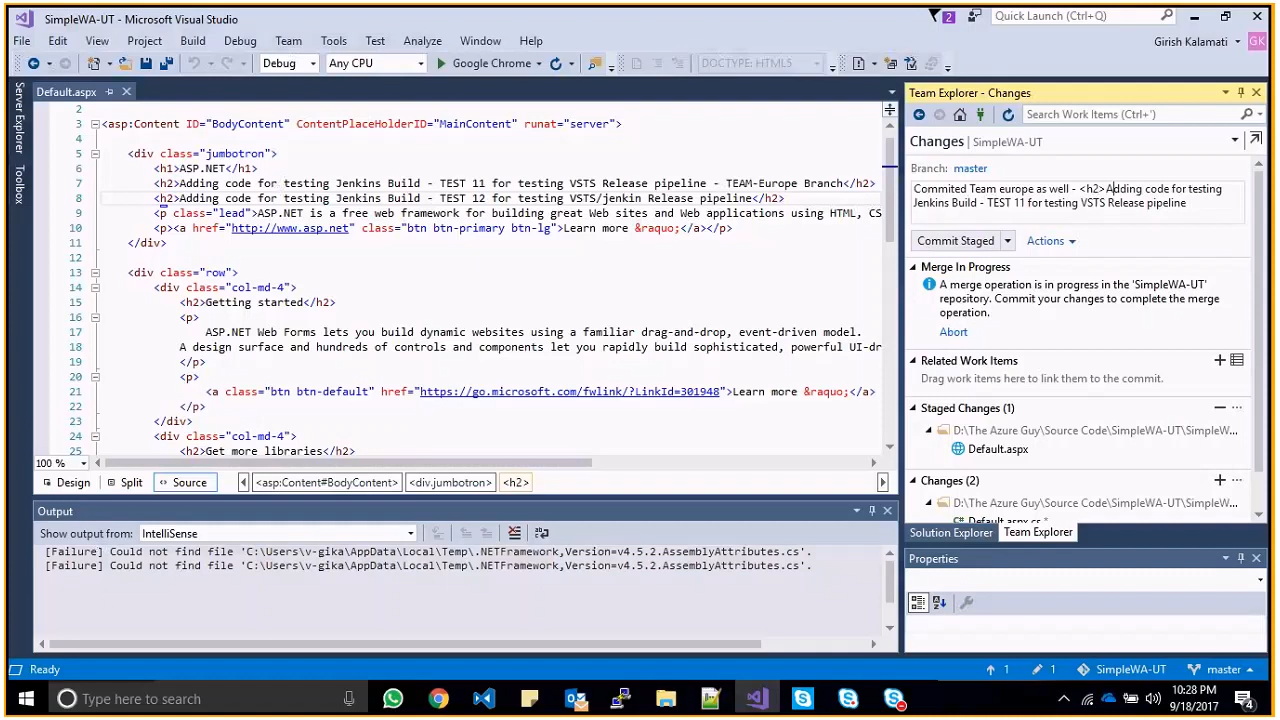 SimpleWA-UT - Microsoft Visual Studio
2
Quick Launch (Ctrl+Q)
File Edit View Project Build Debug Team Tools Test Analyze Window Help
Girish Kalamati GK
Debug Any CPU Google Chrome DOCTYPE: HTML5
Server Explorer
Toolbox
Default.aspx
2
3 <asp:Content ID="BodyContent" ContentPlaceHolderID="MainContent" runat="server">
4
5 <div class="jumbotron">
6 <h1>ASP.NET</h1>
7 <h2>Adding code for testing Jenkins Build - TEST 11 for testing VSTS Release pipeline - TEAM-Europe Branch</h2>
8 <h2>Adding code for testing Jenkins Build - TEST 12 for testing VSTS/jenkin Release pipeline</h2>
9 <p class="lead">ASP.NET is a free web framework for building great Web sites and Web applications using HTML, CS
10 <p><a href="http://www.asp.net" class="btn btn-primary btn-lg">Learn more &raquo;</a></p>
11 </div>
12
13 <div class="row">
14 <div class="col-md-4">
15 <h2>Getting started</h2>
16 <p>
17 ASP.NET Web Forms lets you build dynamic websites using a familiar drag-and-drop, event-driven model.
18 A design surface and hundreds of controls and components let you rapidly build sophisticated, powerful UI-dr
19 </p>
20 <p>
21 <a class="btn btn-default" href="https://go.microsoft.com/fwlink/?LinkId=301948">Learn more &raquo;</a>
22 </p>
23 </div>
24 <div class="col-md-4">
25 <h2>Get more libraries</h2>
100 %
Design Split Source <asp:Content#BodyContent> <div.jumbotron> <h2>
Output
Show output from: IntelliSense
[Failure] Could not find file 'C:\Users\v-gika\AppData\Local\Temp\.NETFramework,Version=v4.5.2.AssemblyAttributes.cs'.
[Failure] Could not find file 'C:\Users\v-gika\AppData\Local\Temp\.NETFramework,Version=v4.5.2.AssemblyAttributes.cs'.
Team Explorer - Changes
Search Work Items (Ctrl+')
Changes | SimpleWA-UT
Branch: master
Commited Team europe as well - <h2>Adding code for testing
Jenkins Build - TEST 11 for testing VSTS Release pipeline
Commit Staged Actions
Merge In Progress
A merge operation is in progress in the 'SimpleWA-UT'
repository. Commit your changes to complete the merge
operation.
Abort
Related Work Items
Drag work items here to link them to the commit.
Staged Changes (1)
D:\The Azure Guy\Source Code\SimpleWA-UT\SimpleW...
Default.aspx
Changes (2)
D:\The Azure Guy\Source Code\SimpleWA-UT\SimpleW...
Default.aspx.cs *
Solution Explorer Team Explorer
Properties
Ready
1 1 SimpleWA-UT master
Type here to search
10:28 PM
9/18/2017
4